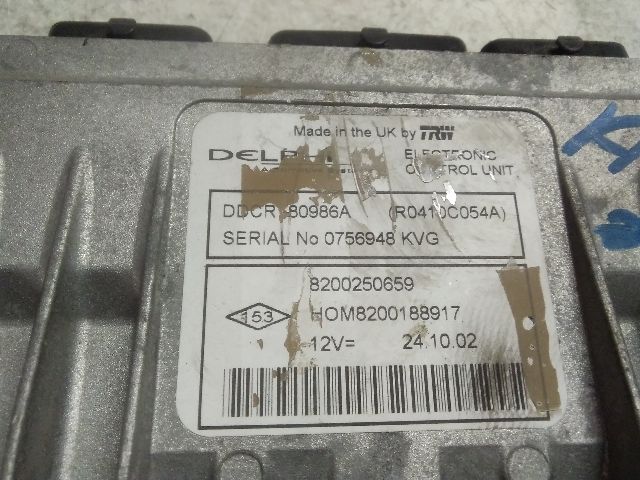 Made in the UK by TRW
ELECTRONIC
CONTROL UNIT
DDCR 80986A (R0410C054A)
SERIAL No 0756948 KVG
8200250659
153 HOM8200188917
12V= 24.10.02